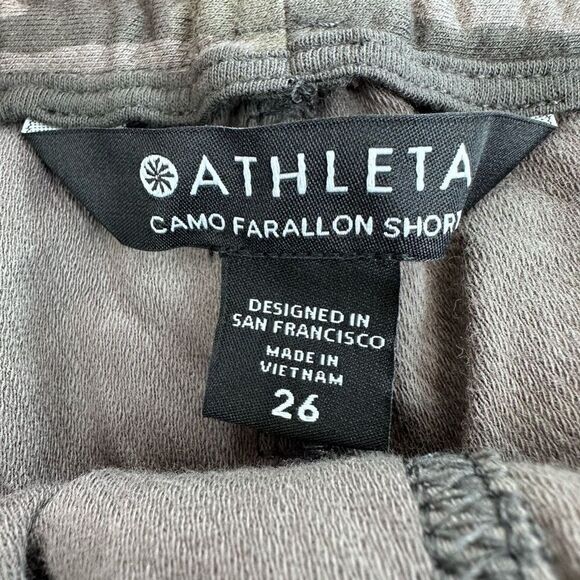 ATHLETA
CAMO FARALLON SHORT
DESIGNED IN
SAN FRANCISCO
MADE IN
VIETNAM
26